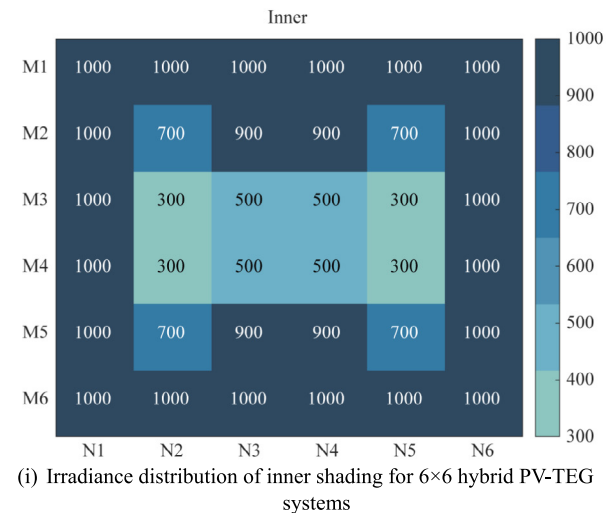 Inner
M1 1000 1000 1000 1000 1000 1000
M2 1000 700 900 900 700 1000
M3 1000 300 500 500 300 1000
M4 1000 300 500 500 300 1000
M5 1000 700 900 900 700 1000
M6 1000 1000 1000 1000 1000 1000
N1 N2 N3 N4 N5 N6
1000
900
800
700
600
500
400
300
(i) Irradiance distribution of inner shading for 6×6 hybrid PV-TEG
systems